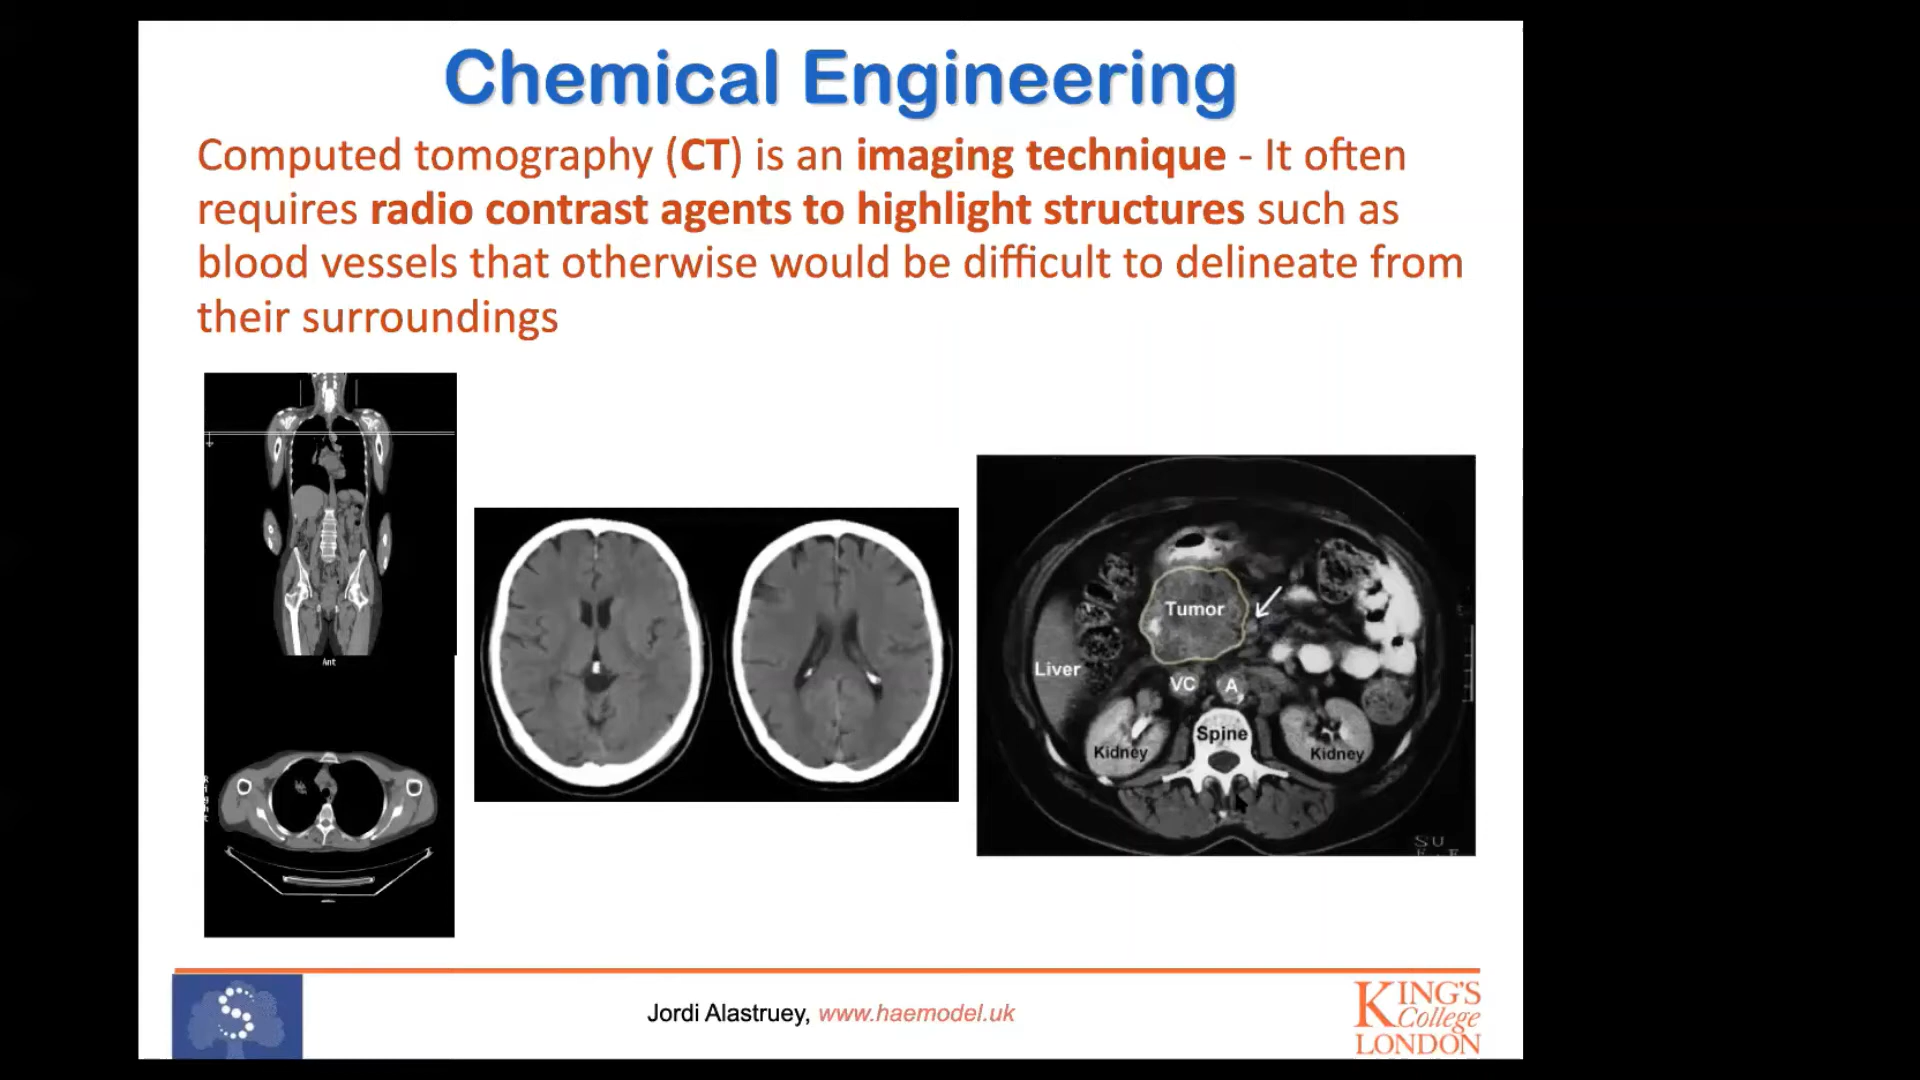 Chemical Engineering
Computed tomography (CT) is an imaging technique - It often
requires radio contrast agents to highlight structures such as
blood vessels that otherwise would be difficult to delineate from
their surroundings
Ant
Tumor
Liver
VC A
Spine
Kidney Kidney
SU
S
Jordi Alastruey, www.haemodel.uk
KING'S
College
LONDON